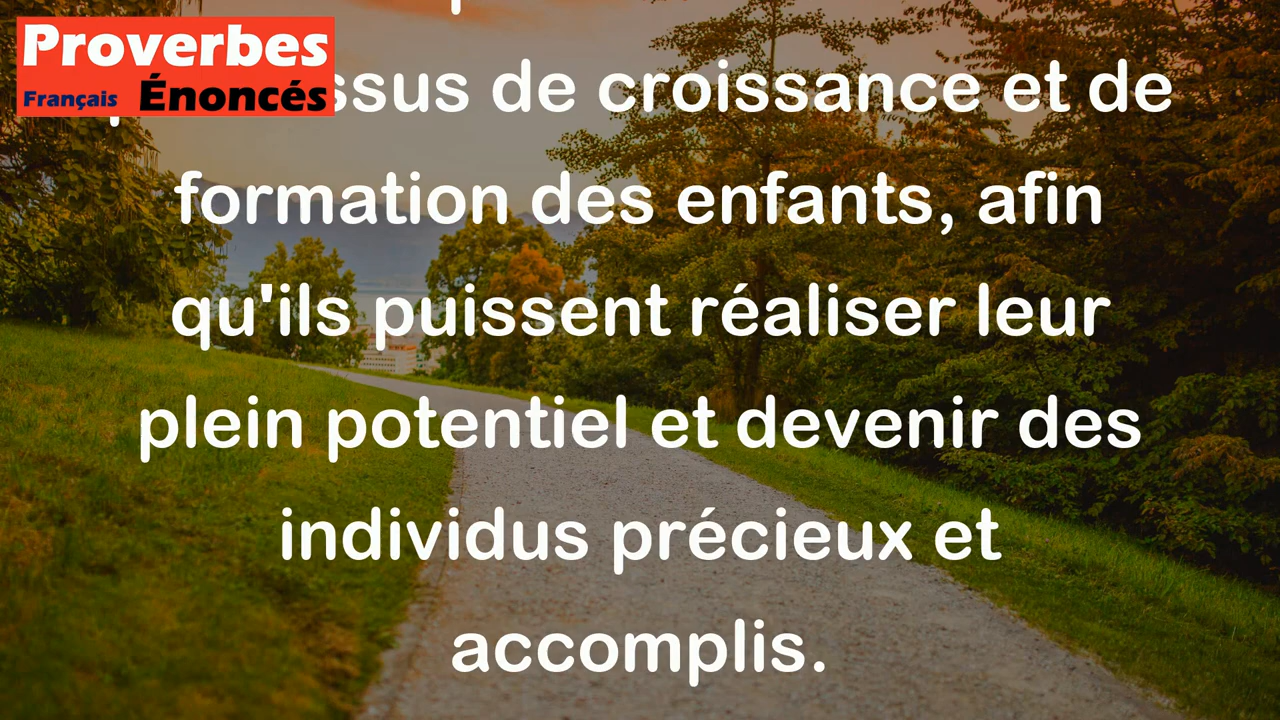 Proverbes
Français Énoncés
de croissance et de
formation des enfants, afin
qu'ils puissent réaliser leur
plein potentiel et devenir des
individus précieux et
accomplis.